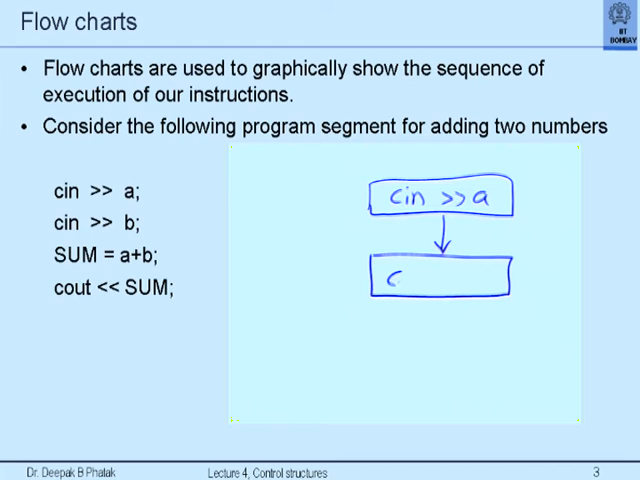 Flow charts
IIT
BOMBAY
• Flow charts are used to graphically show the sequence of
execution of our instructions.
• Consider the following program segment for adding two numbers
cin >> a;
cin >> b;
SUM = a+b;
cout << SUM;
cin >> a
c
Dr. Deepak B Phatak
Lecture 4, Control structures
3